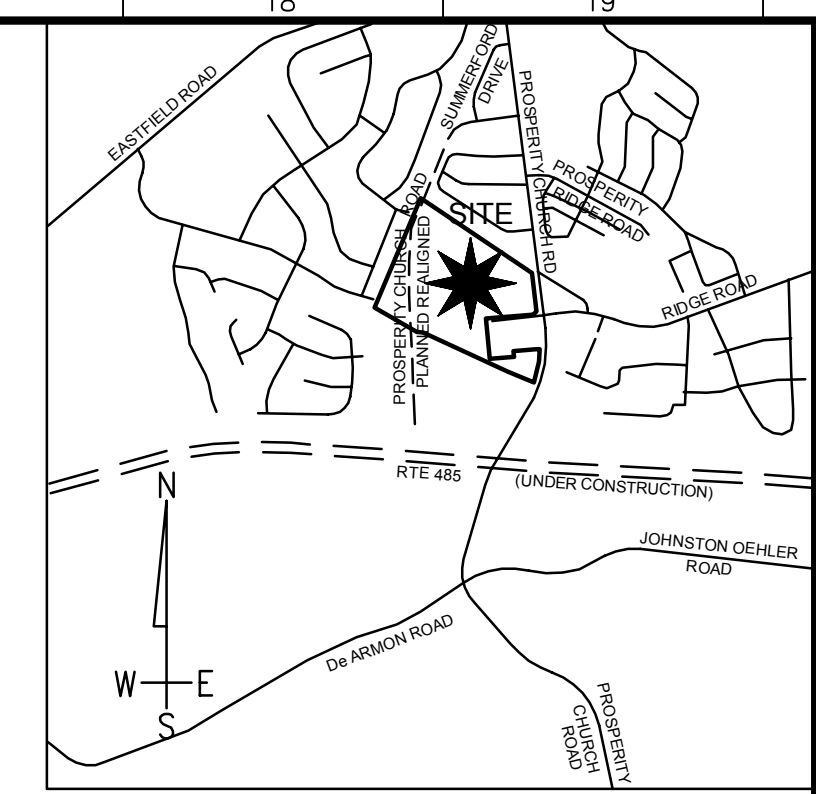 18
19
EASTFIELD ROAD
SUMMERFORD
DRIVE
PROSPERITY CHURCH RD
PROSPERITY
RIDGE ROAD
SITE
PROSPERITY CHURCH ROAD
PLANNED REALIGNED
RIDGE ROAD
RTE 485
(UNDER CONSTRUCTION)
N
W
E
S
JOHNSTON OEHLER
ROAD
De ARMON ROAD
PROSPERITY
CHURCH
ROAD